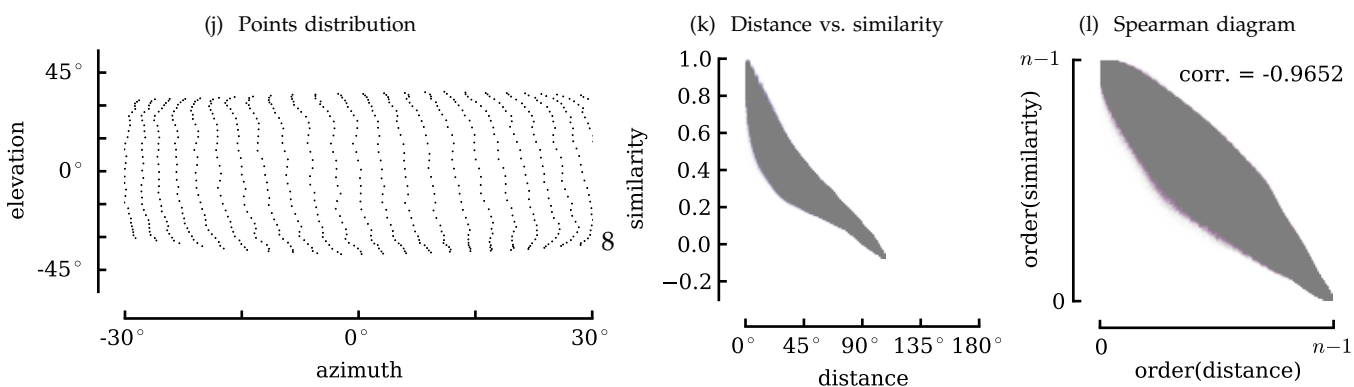 (j) Points distribution
45°
0°
-45°
elevation
-30°
0°
30°
azimuth
8
(k) Distance vs. similarity
1.0
0.8
0.6
0.4
0.2
0.0
−0.2
similarity
0°
45°
90°
135°
180°
distance
(l) Spearman diagram
n−1
corr. = -0.9652
order(similarity)
0
0
n−1
order(distance)